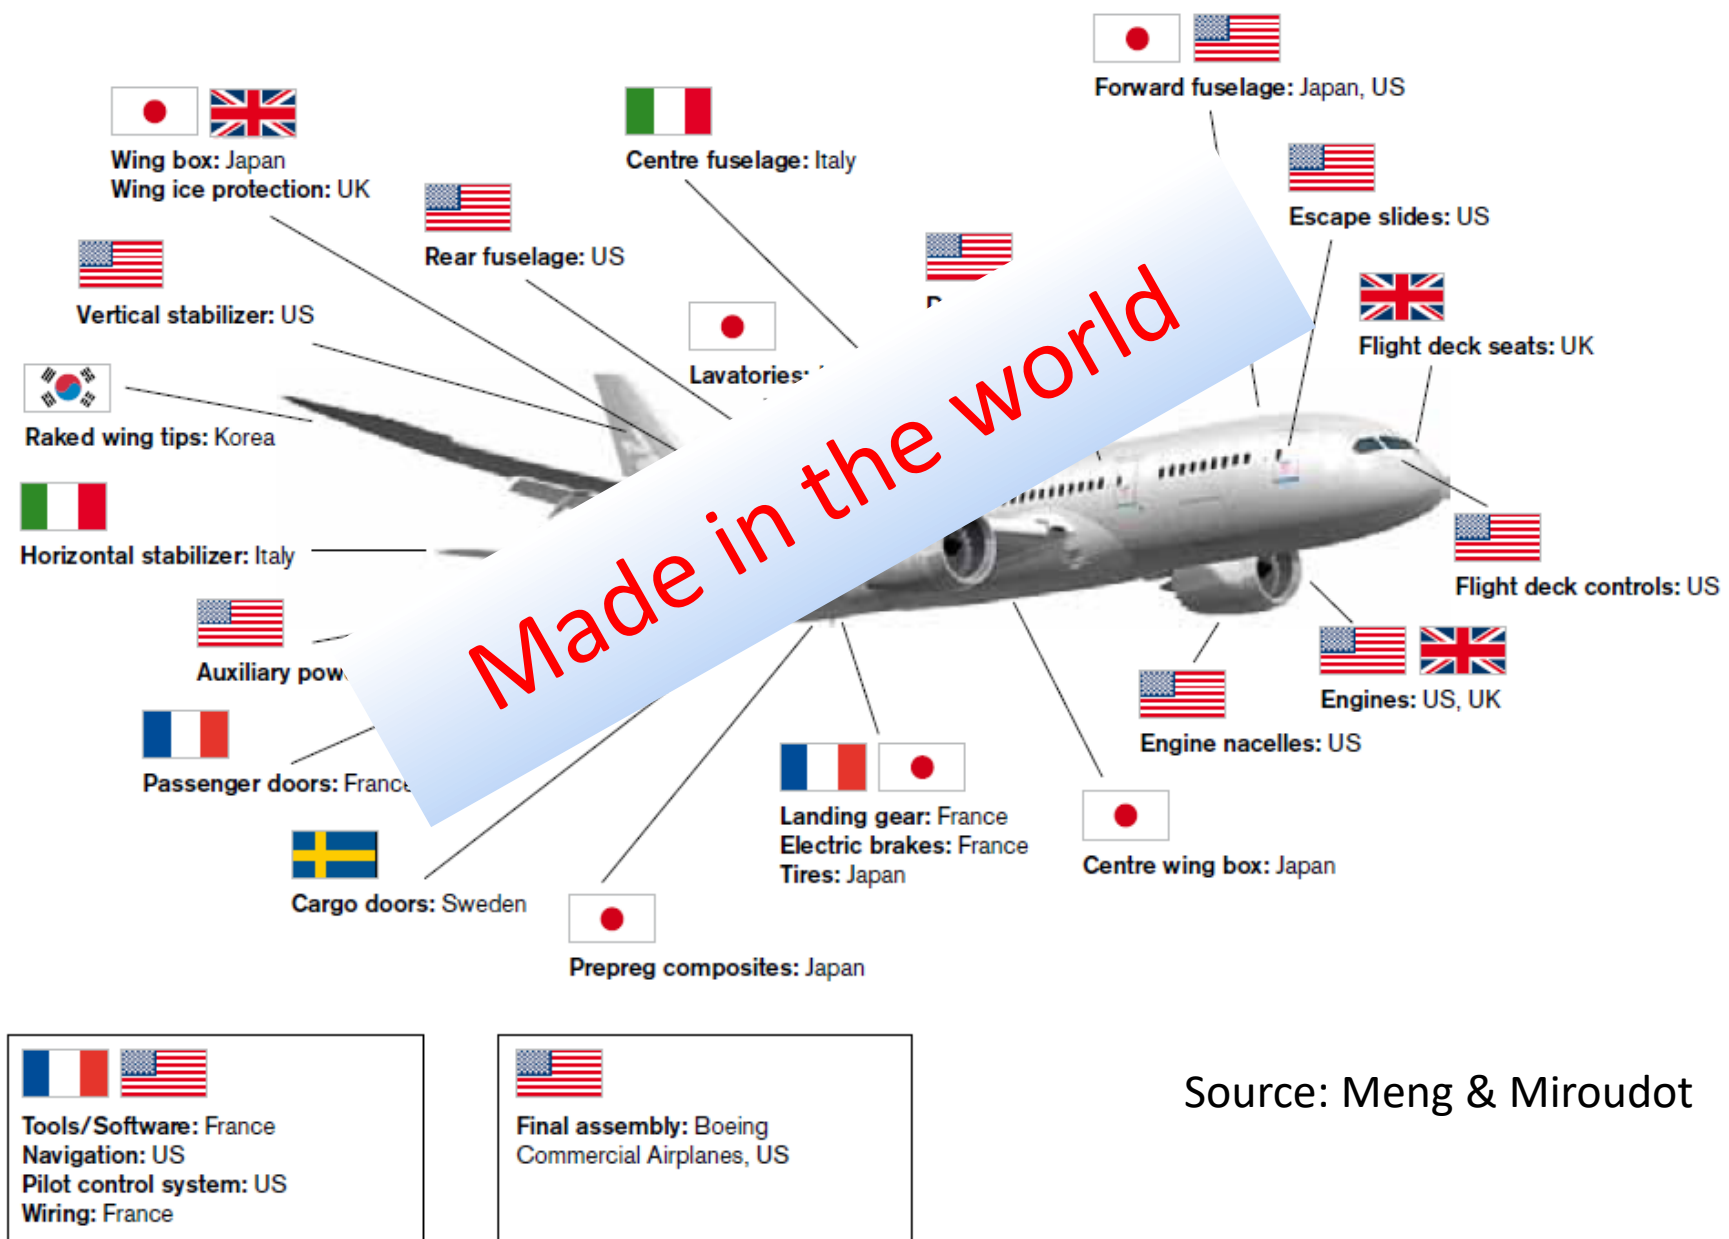 Forward fuselage: Japan, US
Wing box: Japan
Wing ice protection: UK
Centre fuselage: Italy
Escape slides: US
Rear fuselage: US
Vertical stabilizer: US
Flight deck seats: UK
Lavatories:
Raked wing tips: Korea
Made in the world
Horizontal stabilizer: Italy
Flight deck controls: US
Auxiliary
Engines: US, UK
Engine nacelles: US
Passenger doors: France
Landing gear: France
Electric brakes: France
Tires: Japan
Centre wing box: Japan
Cargo doors: Sweden
Prepreg composites: Japan
Tools/Software: France
Navigation: US
Pilot control system: US
Wiring: France
Final assembly: Boeing
Commercial Airplanes, US
Source: Meng & Miroudot